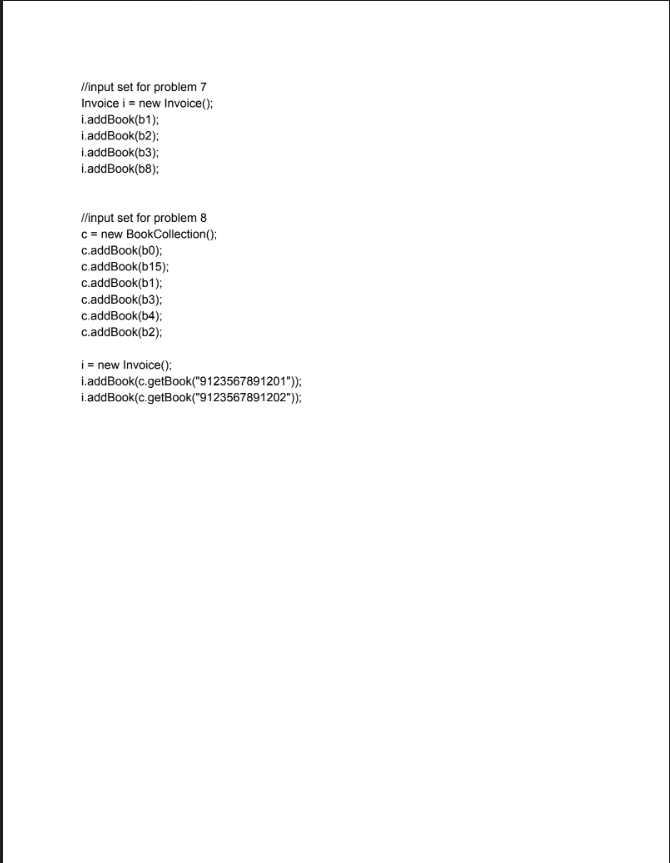 //input set for problem 7
Invoice i = new Invoice();
i.addBook(b1);
i.addBook(b2);
i.addBook(b3);
i.addBook(b8);
//input set for problem 8
c = new BookCollection();
c.addBook(b0);
c.addBook(b15);
c.addBook(b1);
c.addBook(b3);
c.addBook(b4);
c.addBook(b2);
i = new Invoice();
i.addBook(c.getBook("9123567891201"));
i.addBook(c.getBook("9123567891202"));